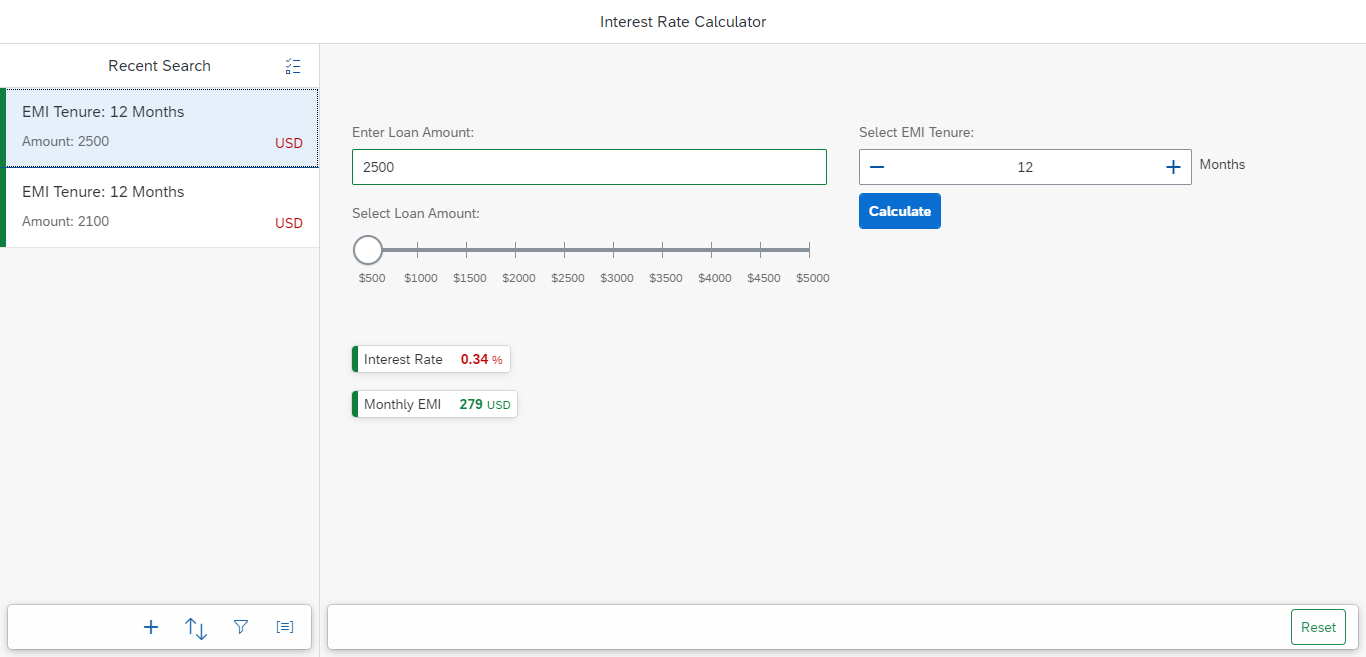 Interest Rate Calculator
Recent Search
EMI Tenure: 12 Months
Amount: 2500 USD
EMI Tenure: 12 Months
Amount: 2100 USD
Enter Loan Amount:
2500
Select Loan Amount:
$500 $1000 $1500 $2000 $2500 $3000 $3500 $4000 $4500 $5000
Select EMI Tenure:
12 Months
Calculate
Interest Rate 0.34 %
Monthly EMI 279 USD
Reset